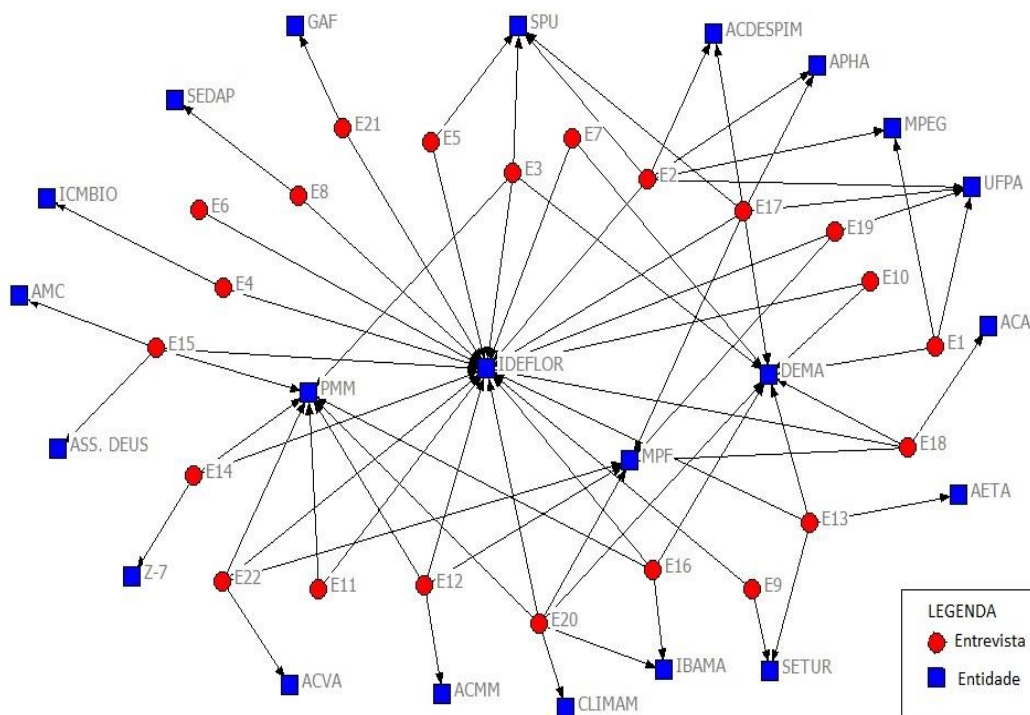 GAF
SPU
ACDESPIM
APHA
SEDAP
E21
E5
E7
MPEG
E3
E2
UFPA
ICMBIO
E8
E6
E17
E19
E4
E10
AMC
ACA
E15
E1
IDEFLOR
DEMA
PMM
ASS. DEUS
E14
MPF
E18
AETA
E13
Z-7
E22
E11
E12
E16
E9
E20
ACVA
ACMM
CLIMAM
IBAMA
SETUR
LEGENDA
Entrevista
Entidade